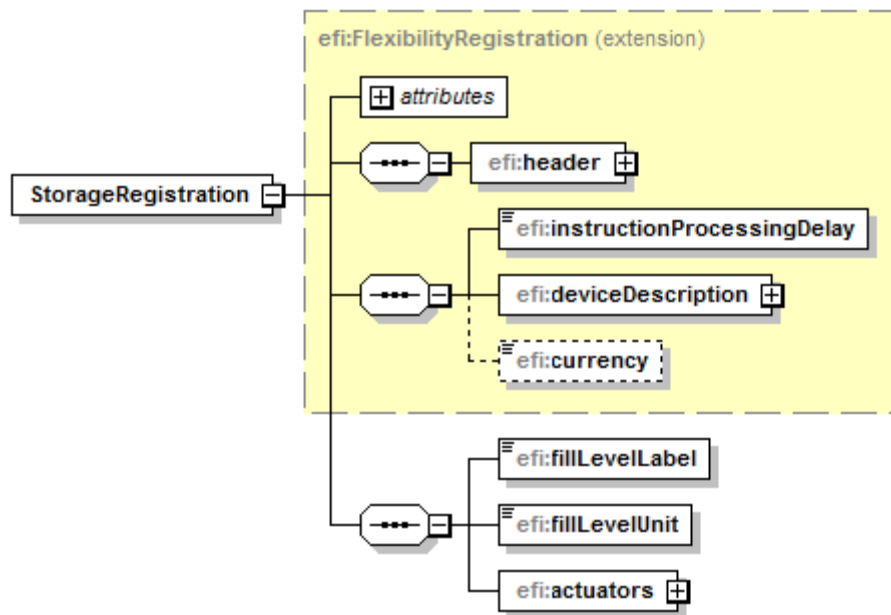 efi:FlexibilityRegistration (extension)
attributes
efi:header
StorageRegistration
efi:instructionProcessingDelay
efi:deviceDescription
efi:currency
efi:fillLevelLabel
efi:fillLevelUnit
efi:actuators